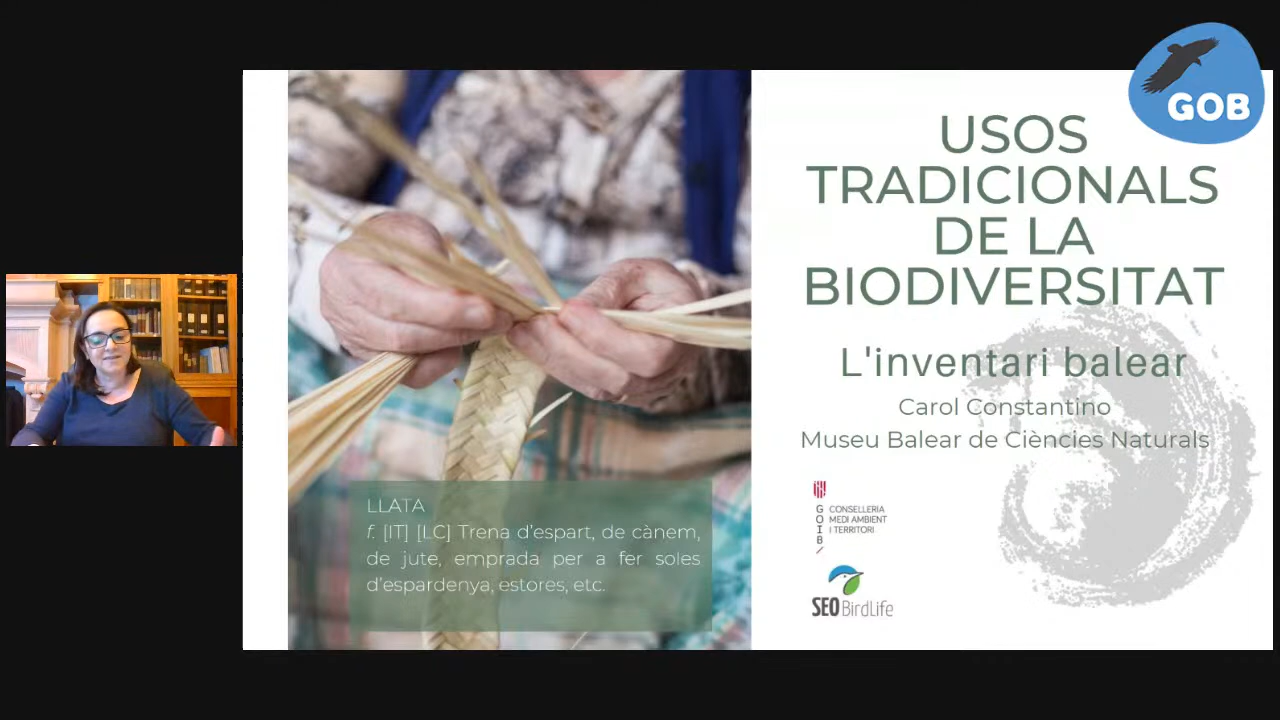 GOB
USOS
TRADICIONALS
DE LA
BIODIVERSITAT
L'inventari balear
Carol Constantino
Museu Balear de Ciències Naturals
LLATA
f. [IT] [LC] Trena d'espart, de cànem,
de jute, emprada per a fer soles
d'espardenya, estores, etc.
GOIB/
CONSELLERIA
MEDI AMBIENT
I TERRITORI
SEO BirdLife